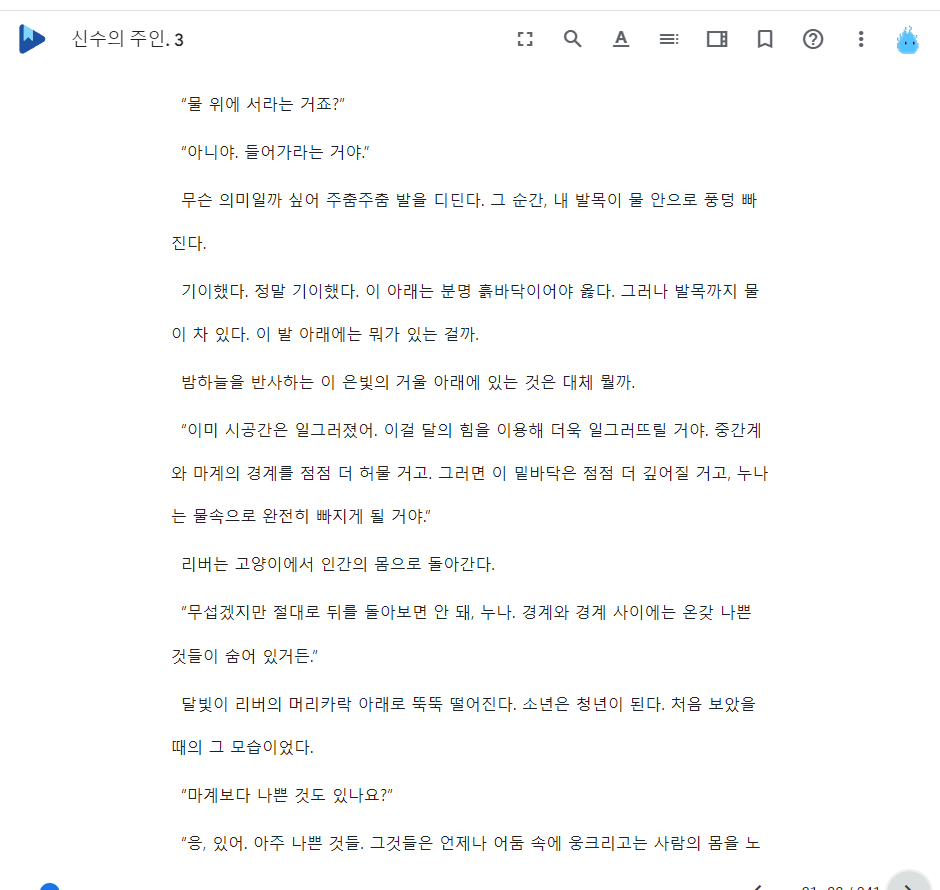 신수의 주인. 3
“물 위에 서라는 거죠?”
“아니야. 들어가라는 거야.”
무슨 의미일까 싶어 주춤주춤 발을 디딘다. 그 순간, 내 발목이 물 안으로 풍덩 빠
진다.
기이했다. 정말 기이했다. 이 아래는 분명 흙바닥이어야 옳다. 그러나 발목까지 물
이 차 있다. 이 발 아래에는 뭐가 있는 걸까.
밤하늘을 반사하는 이 은빛의 거울 아래에 있는 것은 대체 뭘까.
“이미 시공간은 일그러졌어. 이걸 달의 힘을 이용해 더욱 일그러뜨릴 거야. 중간계
와 마계의 경계를 점점 더 허물 거고. 그러면 이 밑바닥은 점점 더 깊어질 거고, 누나
는 물속으로 완전히 빠지게 될 거야.”
리버는 고양이에서 인간의 몸으로 돌아간다.
“무섭겠지만 절대로 뒤를 돌아보면 안 돼, 누나. 경계와 경계 사이에는 온갖 나쁜
것들이 숨어 있거든.”
달빛이 리버의 머리카락 아래로 뚝뚝 떨어진다. 소년은 청년이 된다. 처음 보았을
때의 그 모습이었다.
“마계보다 나쁜 것도 있나요?”
“응, 있어. 아주 나쁜 것들. 그것들은 언제나 어둠 속에 웅크리고는 사람의 몸을 노